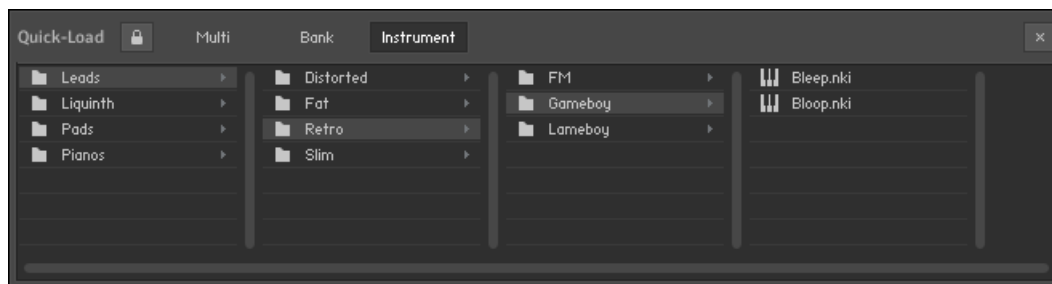 Quick-Load Multi Bank Instrument ×
Leads Distorted FM Bleep.nki
Liquinth Fat Gameboy Bloop.nki
Pads Retro Lameboy
Pianos Slim